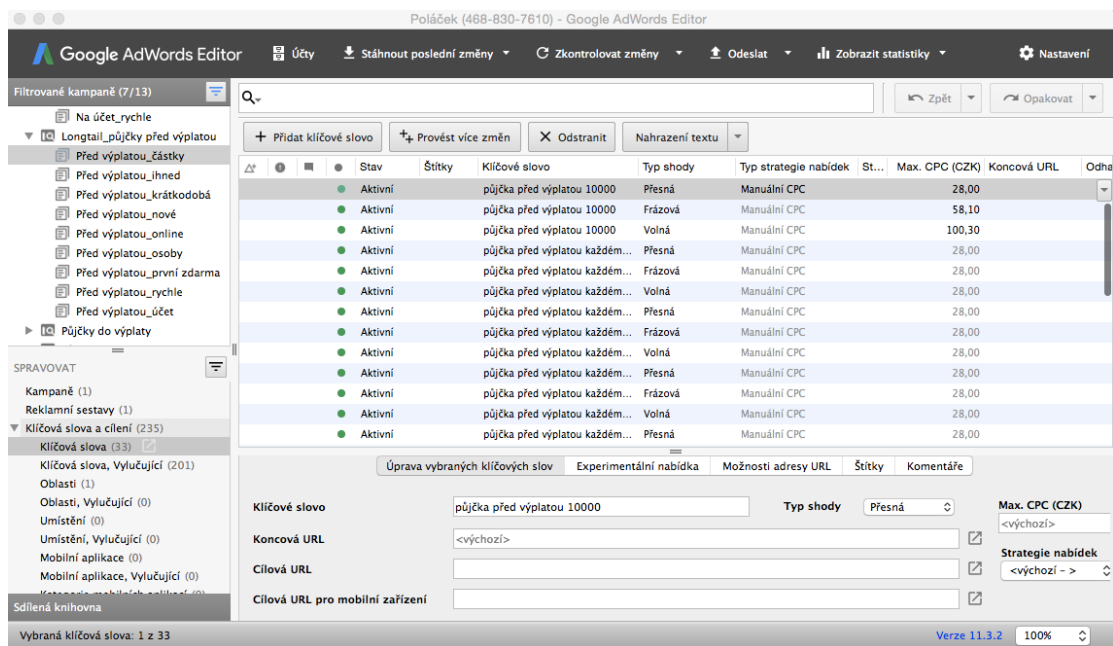 Poláček (468-830-7610) - Google AdWords Editor
Google AdWords Editor Účty Stáhnout poslední změny Zkontrolovat změny Odeslat Zobrazit statistiky Nastavení
Filtrované kampaně (7/13)
Na účet_rychle
Longtail_půjčky před výplatou
Před výplatou_částky
Před výplatou_ihned
Před výplatou_krátkodobá
Před výplatou_nové
Před výplatou_online
Před výplatou_osoby
Před výplatou_první zdarma
Před výplatou_rychle
Před výplatou_účet
Půjčky do výplaty
SPRAVOVAT
Kampaně (1)
Reklamní sestavy (1)
Klíčová slova a cílení (235)
Klíčová slova (33)
Klíčová slova, Vylučující (201)
Oblasti (1)
Oblasti, Vylučující (0)
Umístění (0)
Umístění, Vylučující (0)
Mobilní aplikace (0)
Mobilní aplikace, Vylučující (0)
Sdílená knihovna
Zpět Opakovat
Přidat klíčové slovo Provést více změn Odstranit Nahrazení textu
Stav Štítky Klíčové slovo Typ shody Typ strategie nabídek St... Max. CPC (CZK) Koncová URL Odha
Aktivní půjčka před výplatou 10000 Přesná Manuální CPC 28,00
Aktivní půjčka před výplatou 10000 Frázová Manuální CPC 58,10
Aktivní půjčka před výplatou 10000 Volná Manuální CPC 100,30
Aktivní půjčka před výplatou každém... Přesná Manuální CPC 28,00
Aktivní půjčka před výplatou každém... Frázová Manuální CPC 28,00
Aktivní půjčka před výplatou každém... Volná Manuální CPC 28,00
Aktivní půjčka před výplatou každém... Přesná Manuální CPC 28,00
Aktivní půjčka před výplatou každém... Frázová Manuální CPC 28,00
Aktivní půjčka před výplatou každém... Volná Manuální CPC 28,00
Aktivní půjčka před výplatou každém... Přesná Manuální CPC 28,00
Aktivní půjčka před výplatou každém... Frázová Manuální CPC 28,00
Aktivní půjčka před výplatou každém... Volná Manuální CPC 28,00
Aktivní půjčka před výplatou každém... Přesná Manuální CPC 28,00
Úprava vybraných klíčových slov Experimentální nabídka Možnosti adresy URL Štítky Komentáře
Klíčové slovo půjčka před výplatou 10000 Typ shody Přesná Max. CPC (CZK)
<výchozí>
Koncová URL <výchozí>
Strategie nabídek
Cílová URL <výchozí - >
Cílová URL pro mobilní zařízení
Vybraná klíčová slova: 1 z 33 Verze 11.3.2 100%